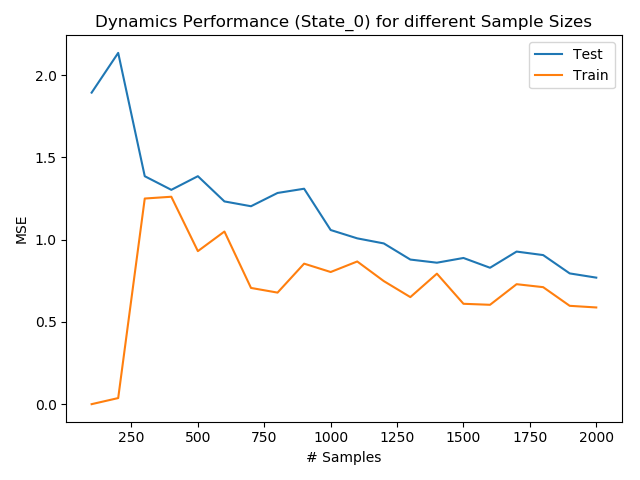 Dynamics Performance (State_0) for different Sample Sizes
Test
Train
MSE
2.0
1.5
1.0
0.5
0.0
250 500 750 1000 1250 1500 1750 2000
# Samples